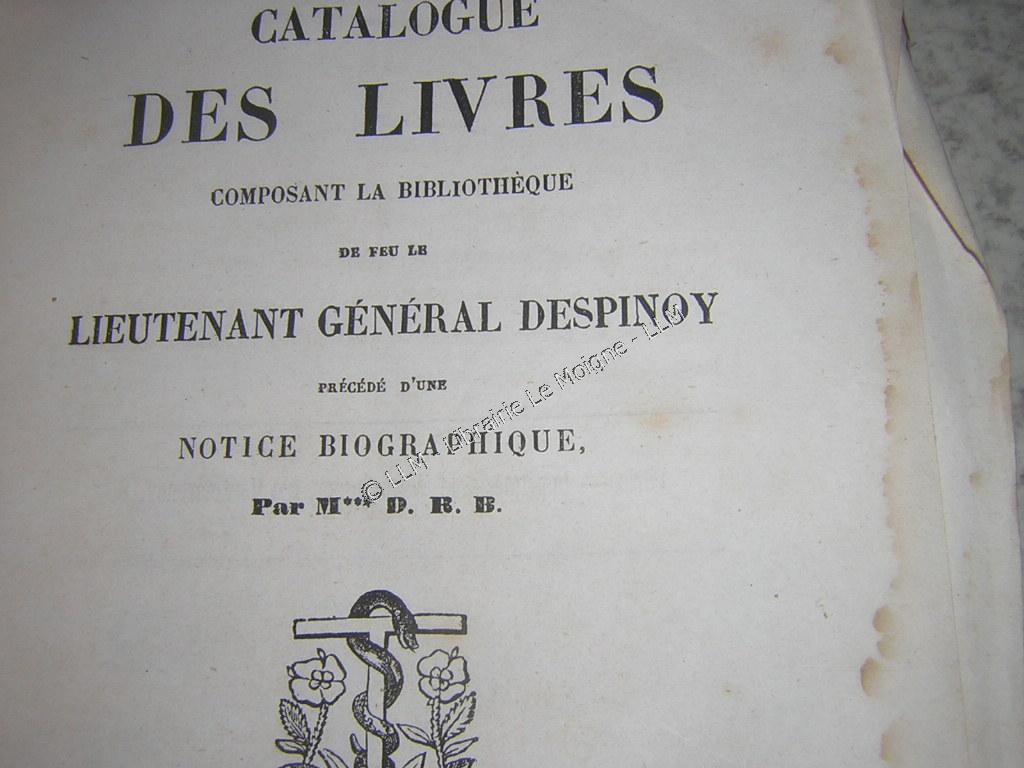 CATALOGUE
DES LIVRES
COMPOSANT LA BIBLIOTHÈQUE
DE FEU LE
LIEUTENANT GÉNÉRAL DESPINOY
PRÉCÉDÉ D'UNE
NOTICE BIOGRAPHIQUE,
Par M*** D. R. B.
© LLM - Librairie Le Moigne - LLM